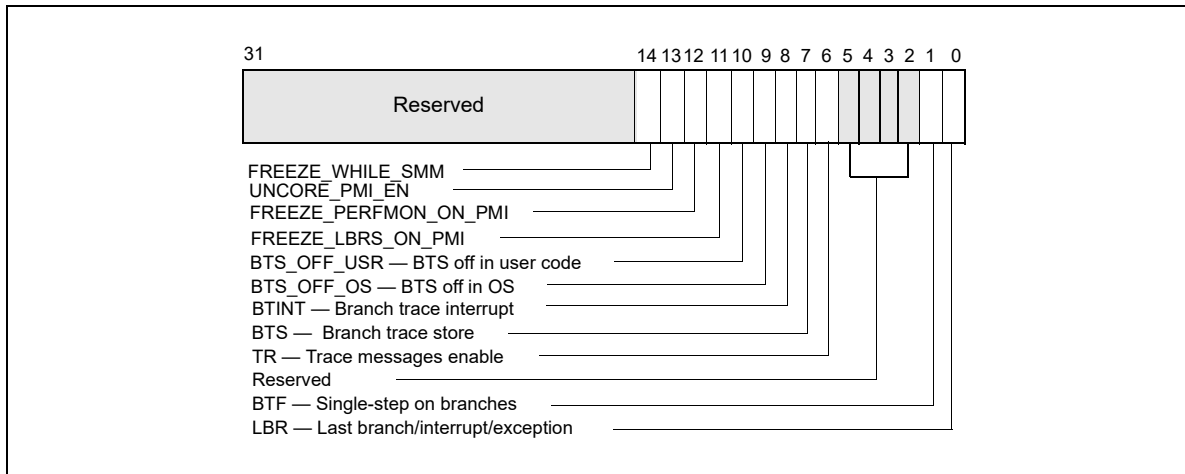 31 14 13 12 11 10 9 8 7 6 5 4 3 2 1 0
Reserved
FREEZE_WHILE_SMM
UNCORE_PMI_EN
FREEZE_PERFMON_ON_PMI
FREEZE_LBRS_ON_PMI
BTS_OFF_USR — BTS off in user code
BTS_OFF_OS — BTS off in OS
BTINT — Branch trace interrupt
BTS — Branch trace store
TR — Trace messages enable
Reserved
BTF — Single-step on branches
LBR — Last branch/interrupt/exception